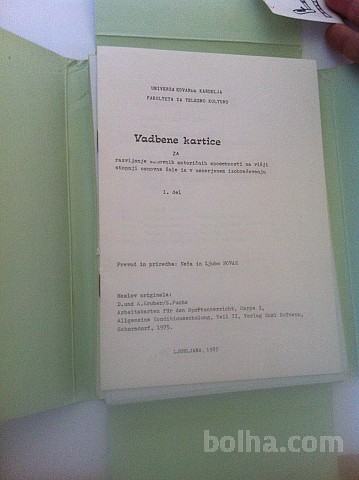 UNIVERZA EDVARDA KARDELJA
FAKULTETA ZA TELESNO KULTURO
Vadbene kartice
ZA
razvijanje osnovnih motoričnih sposobnosti na višji
stopnji osnovne šole in v usmerjenem izobraževanju
1. del
Prevod in priredba: Neža in Ljubo NOVAK
Naslov originala:
D.und A.Gruber/E.Fuchs
Arbeitskarten für den Sportunterricht, Mappe 3,
Allgemeine Konditionsschulung, Teil II, Verlag Karl Hofmann,
Schorndorf, 1975.
LJUBLJANA,
bolha.com